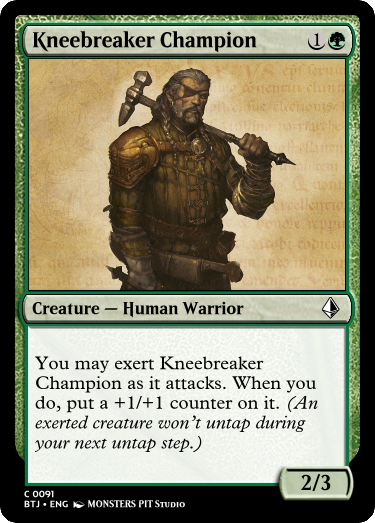 Kneebreaker Champion 1
Creature — Human Warrior
You may exert Kneebreaker
Champion as it attacks. When you
do, put a +1/+1 counter on it. (An
exerted creature won't untap during
your next untap step.)
2/3
C 0091
BTJ • ENG MONSTERS PIT STUDIO